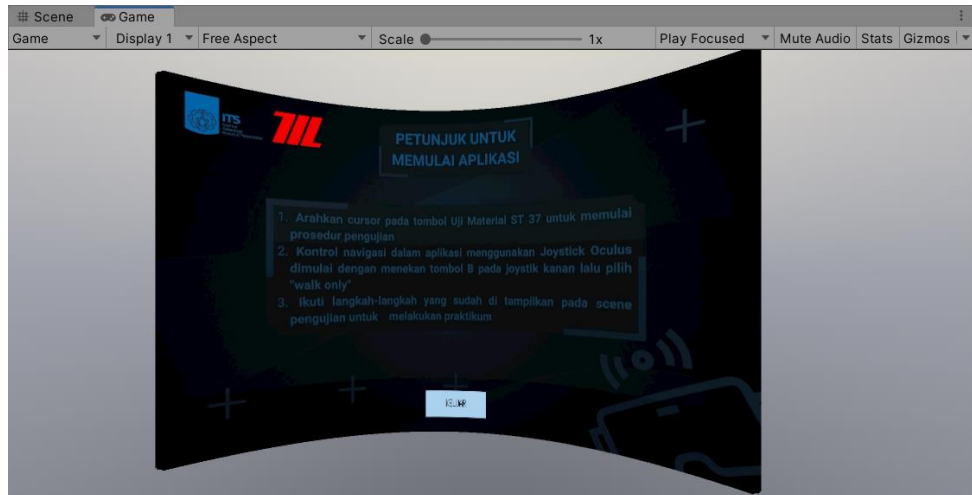 Scene
Game
Game
Display 1
Free Aspect
Scale
1x
Play Focused
Mute Audio
Stats
Gizmos
ITS
PETUNJUK UNTUK
MEMULAI APLIKASI
1. Arahkan cursor pada tombol Uji Material ST 37 untuk memulai
prosedur pengujian
2. Kontrol navigasi dalam aplikasi menggunakan Joystick Oculus
dimulai dengan menekan tombol B pada joystik kanan lalu pilih
"walk only"
3. Ikuti langkah-langkah yang sudah di tampilkan pada scene
pengujian untuk melakukan praktikum
KELUAR